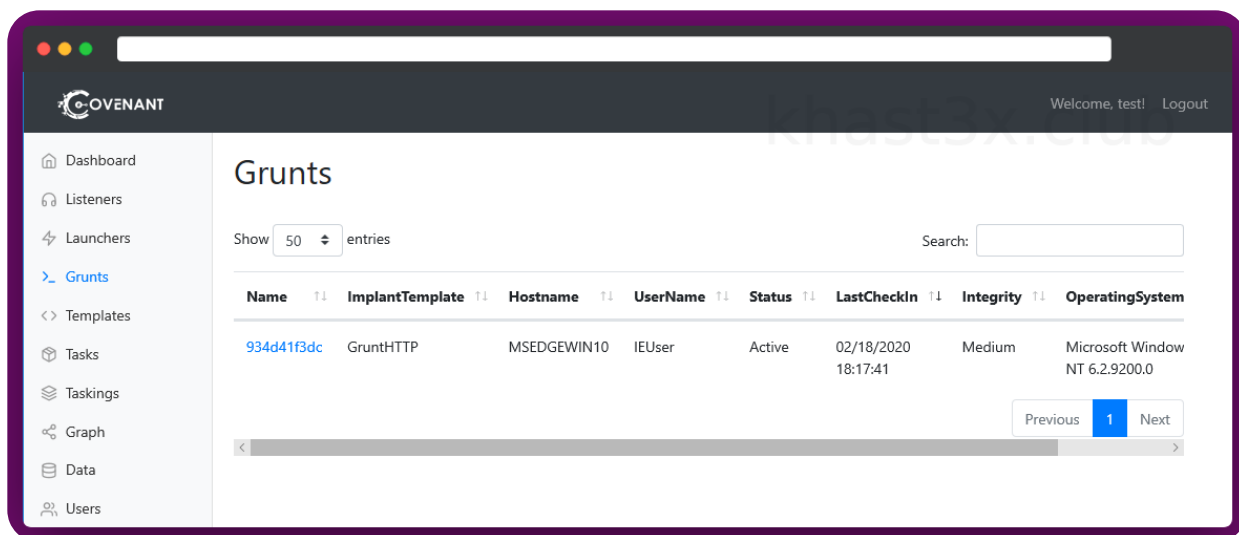 COVENANT
Welcome, test! Logout
khast3x.club
Dashboard
Listeners
Launchers
Grunts
Templates
Tasks
Taskings
Graph
Data
Users
Grunts
Show 50 entries
Search:
Name ImplantTemplate Hostname UserName Status LastCheckIn Integrity OperatingSystem
934d41f3dc GruntHTTP MSEDGEWIN10 IEUser Active 02/18/2020 Medium Microsoft Window
18:17:41 NT 6.2.9200.0
Previous 1 Next